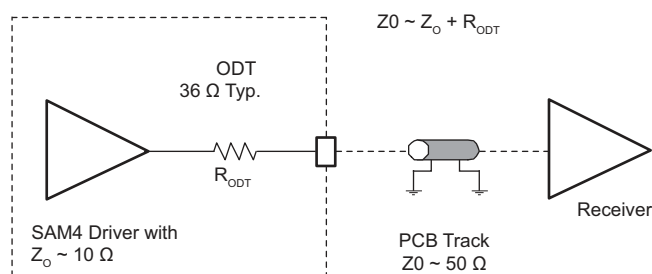 Z0 ~ Z_O + R_ODT
ODT
36 Ω Typ.
R_ODT
SAM4 Driver with
Z_O ~ 10 Ω
PCB Track
Z0 ~ 50 Ω
Receiver